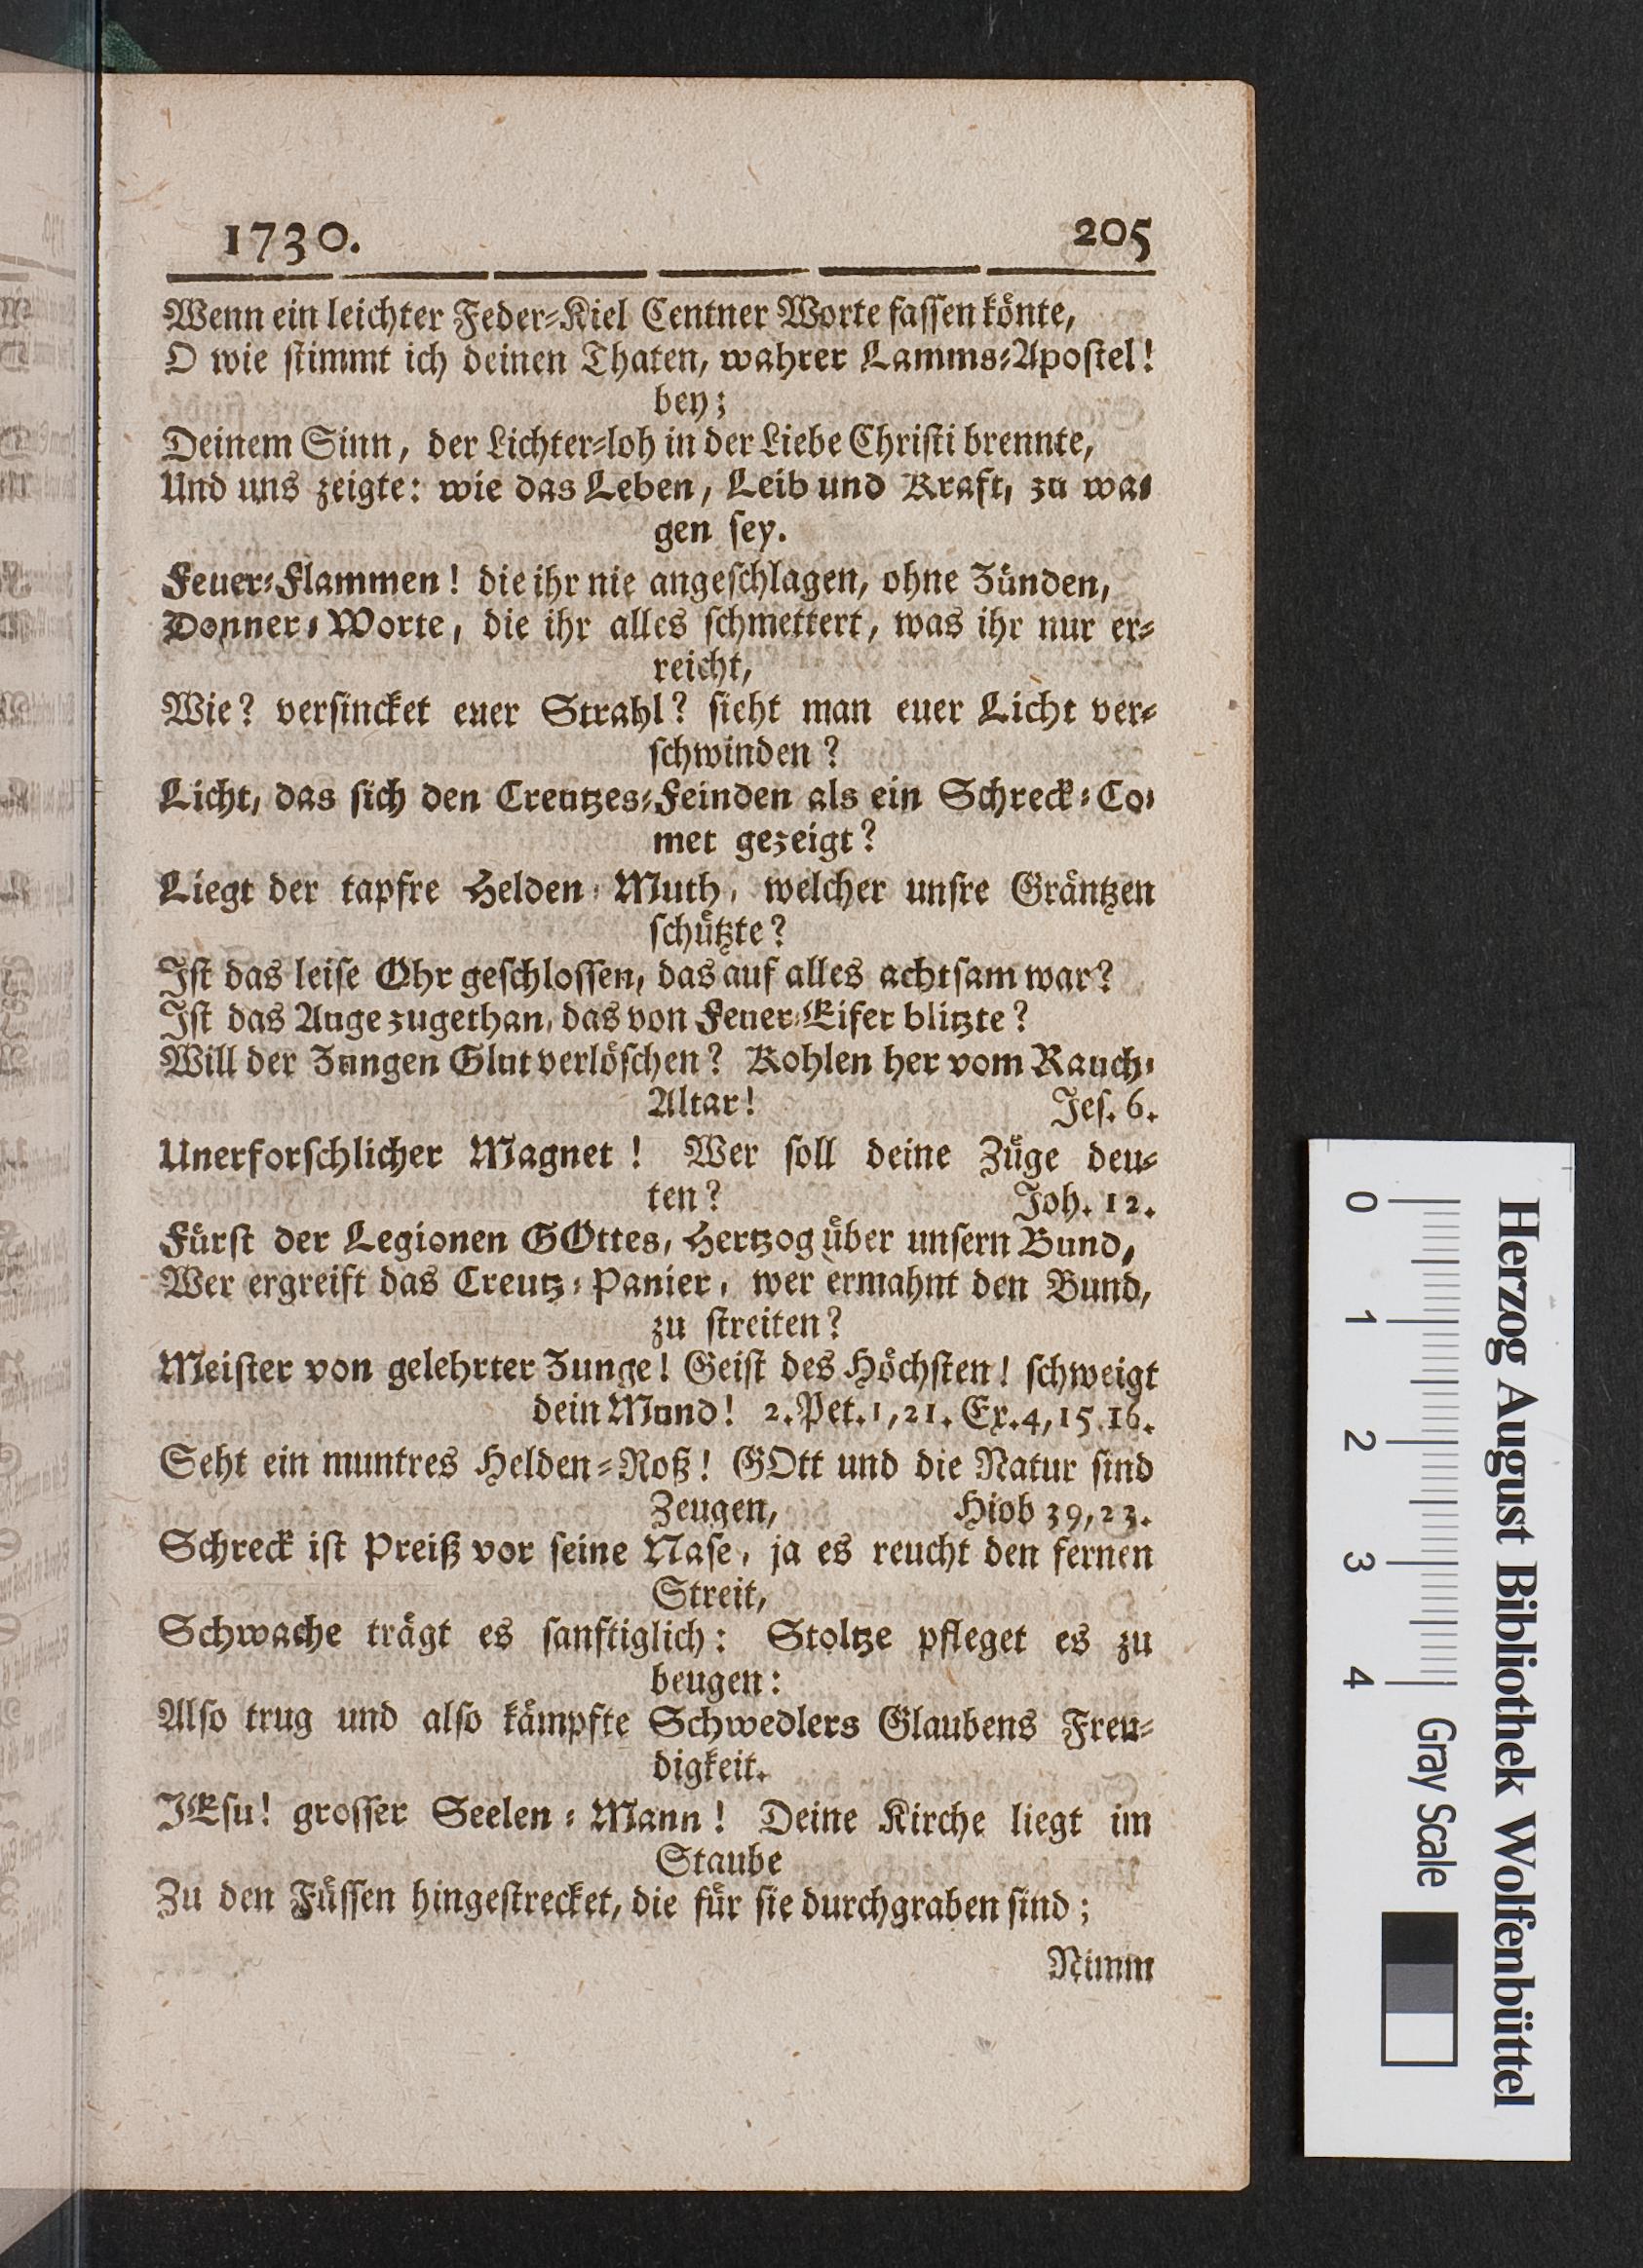 1730. 205
Wenn ein leichter Feder-Kiel Centner Worte fassen könte,
O wie stimmt ich deinen Thaten, wahrer Lamms-Apostel!
bey;
Deinem Sinn, der Lichter-loh in der Liebe Christi brennte,
Und uns zeigte: wie das Leben, Leib und Kraft, zu wa-
gen sey.
Feuer-Flammen! die ihr nie angeschlagen, ohne Zünden,
Donner-Worte, die ihr alles schmettert, was ihr nur er-
reicht,
Wie? versincket euer Strahl? sieht man euer Licht ver-
schwinden?
Licht, das sich den Creutzes-Feinden als ein Schreck-Co-
met gezeigt?
Liegt der tapfre Helden-Muth, welcher unsre Gräntzen
schützte?
Ist das leise Ohr geschlossen, das auf alles achtsam war?
Ist das Auge zugethan, das von Feuer-Eifer blitzte?
Will der Zungen Glut verlöschen? Kohlen her vom Rauch-
Altar! Jes. 6.
Unerforschlicher Magnet! Wer soll deine Züge deu-
ten? Joh. 12.
Fürst der Legionen GOttes, Hertzog über unsern Bund,
Wer ergreift das Creutz-Panier, wer ermahnt den Bund,
zu streiten?
Meister von gelehrter Zunge! Geist des Höchsten! schweigt
dein Mund! 2. Pet. 1, 21. Ex. 4, 15. 16.
Seht ein muntres Helden-Roß! GOtt und die Natur sind
Zeugen, Hiob 39, 23.
Schreck ist Preiß vor seine Nase, ja es reucht den fernen
Streit,
Schwache trägt es sanftiglich: Stoltze pfleget es zu
beugen:
Also trug und also kämpfte Schwedlers Glaubens Freu-
digkeit.
JEsu! grosser Seelen-Mann! Deine Kirche liegt im
Staube
Zu den Füssen hingestrecket, die für sie durchgraben sind;
Nimm
Herzog August Bibliothek Wolfenbüttel
0 1 2 3 4 Gray Scale